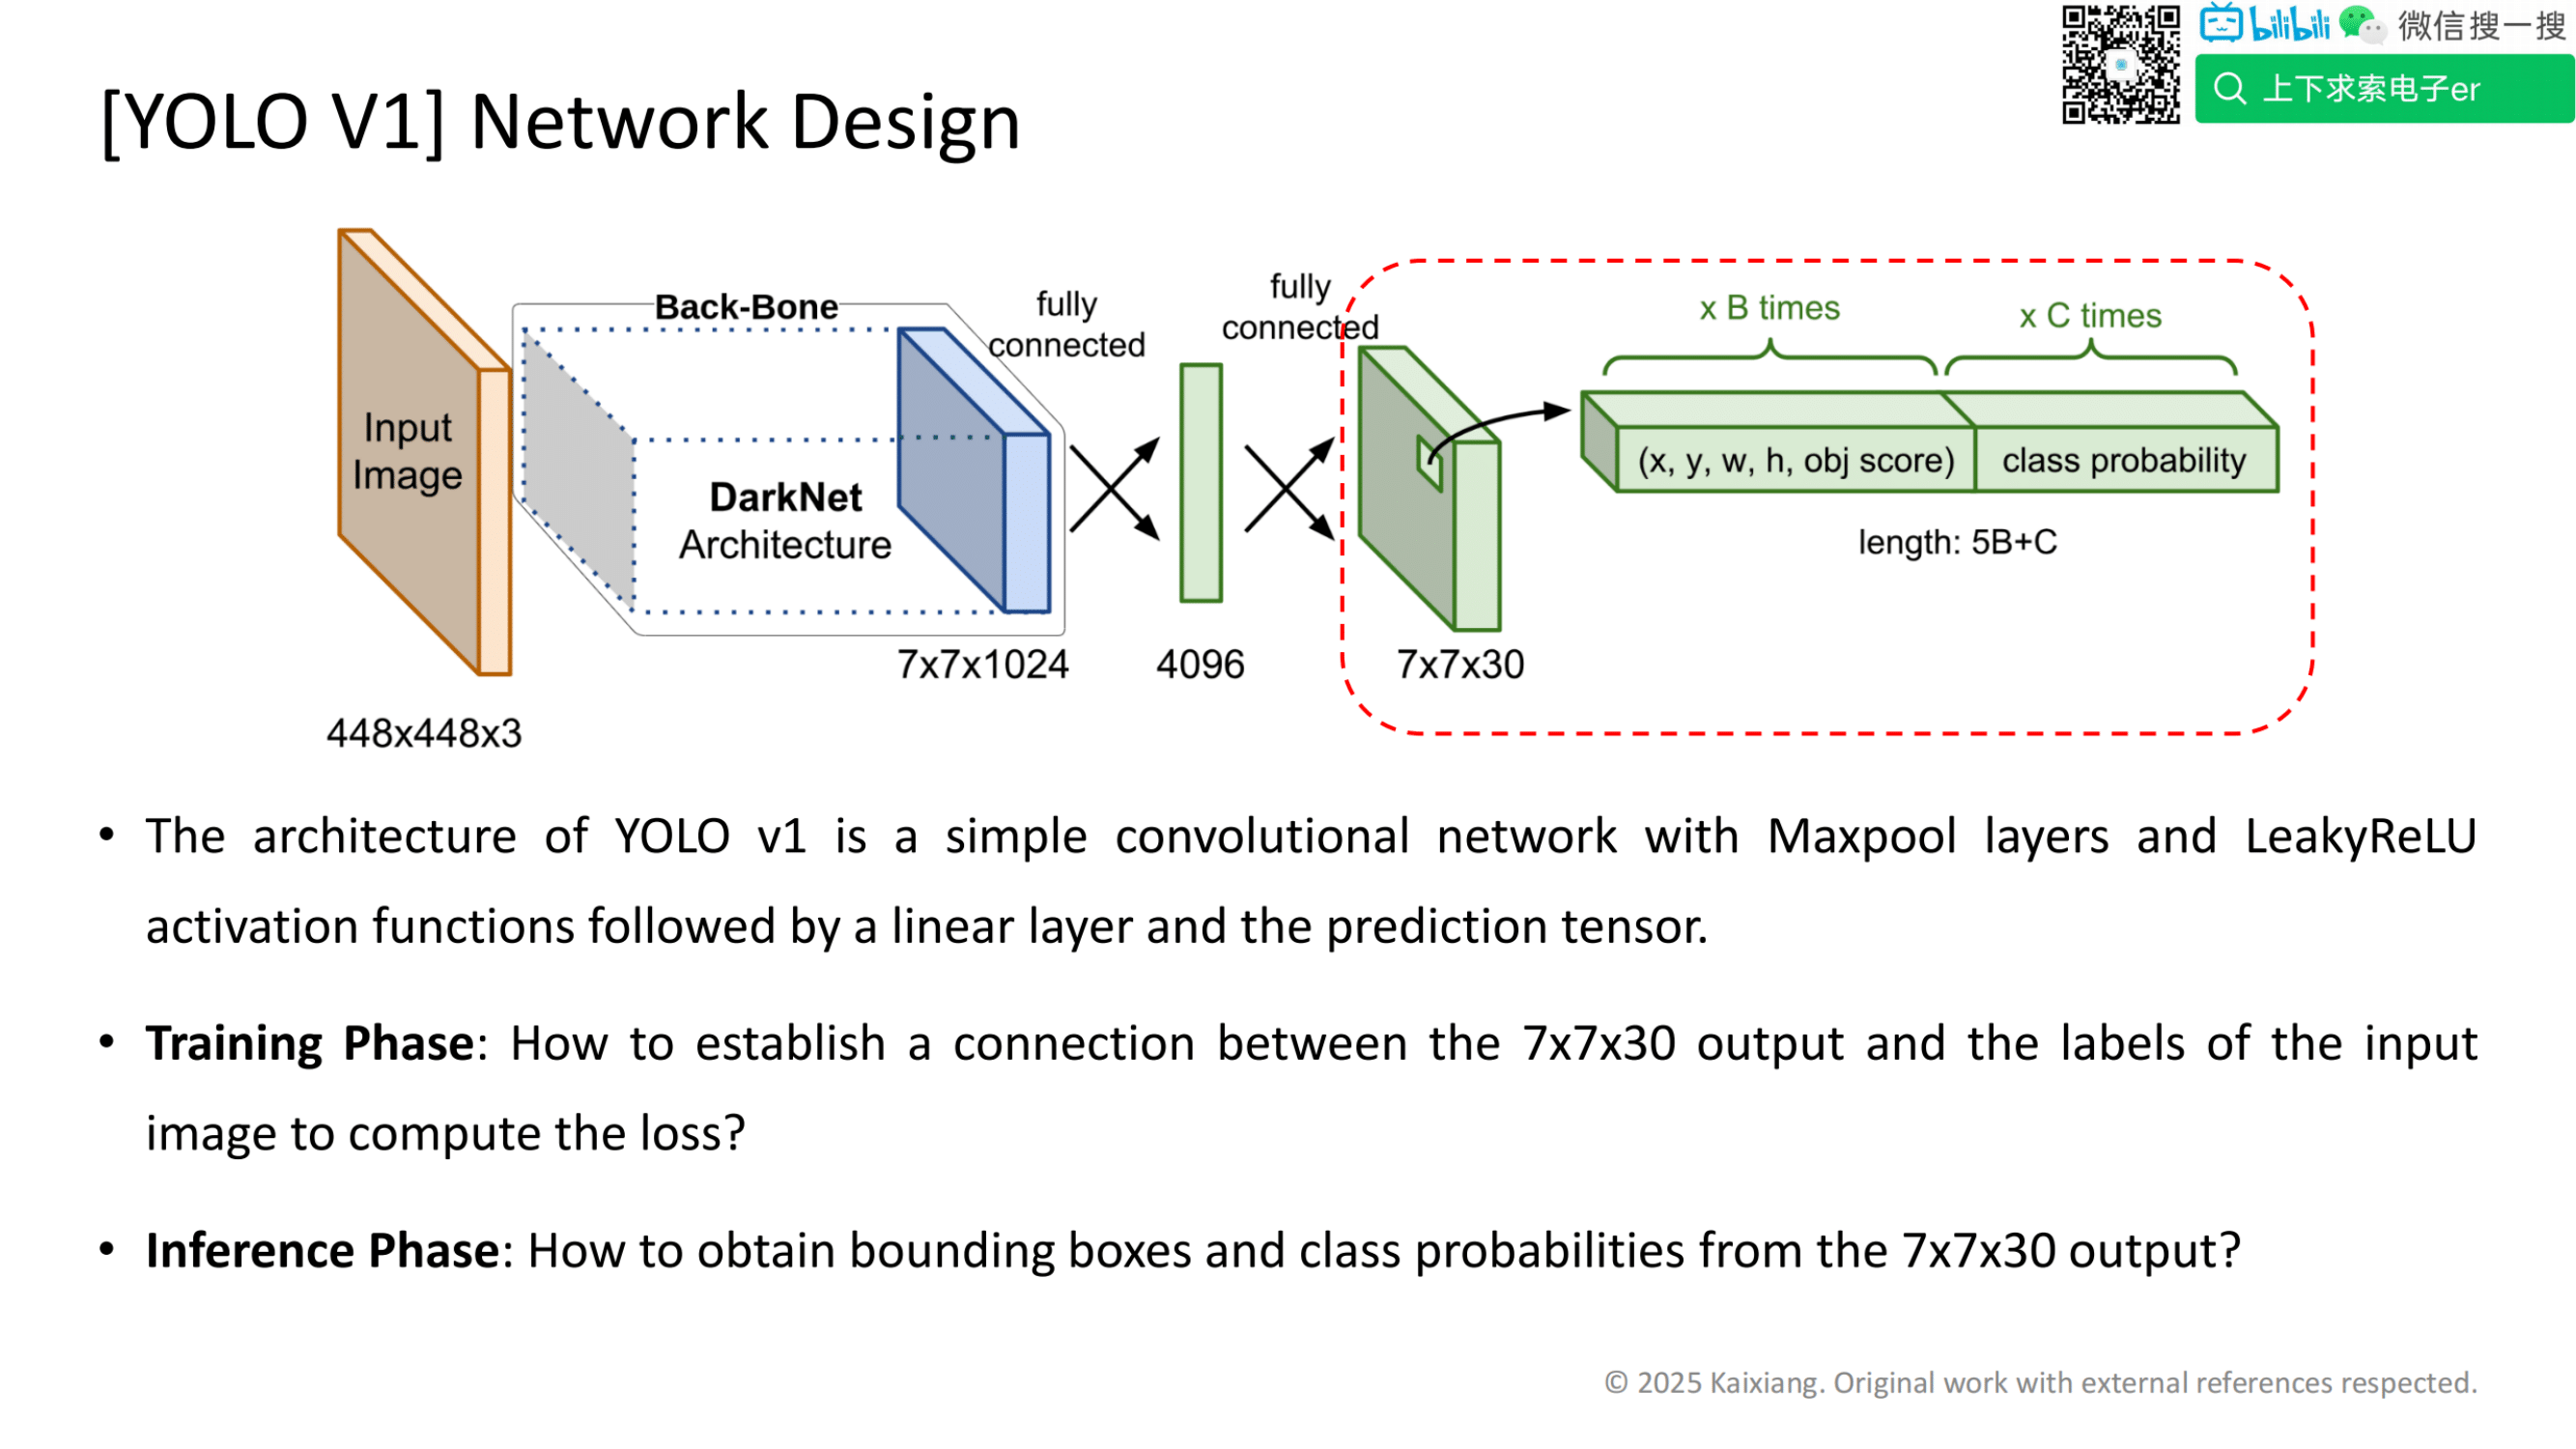 bilibili 微信搜一搜
上下求索电子er
[YOLO V1] Network Design
Input
Image
448x448x3
Back-Bone
DarkNet
Architecture
7x7x1024
fully
connected
4096
fully
connected
7x7x30
x B times
x C times
(x, y, w, h, obj score)
class probability
length: 5B+C
• The architecture of YOLO v1 is a simple convolutional network with Maxpool layers and LeakyReLU
activation functions followed by a linear layer and the prediction tensor.
• Training Phase: How to establish a connection between the 7x7x30 output and the labels of the input
image to compute the loss?
• Inference Phase: How to obtain bounding boxes and class probabilities from the 7x7x30 output?
© 2025 Kaixiang. Original work with external references respected.